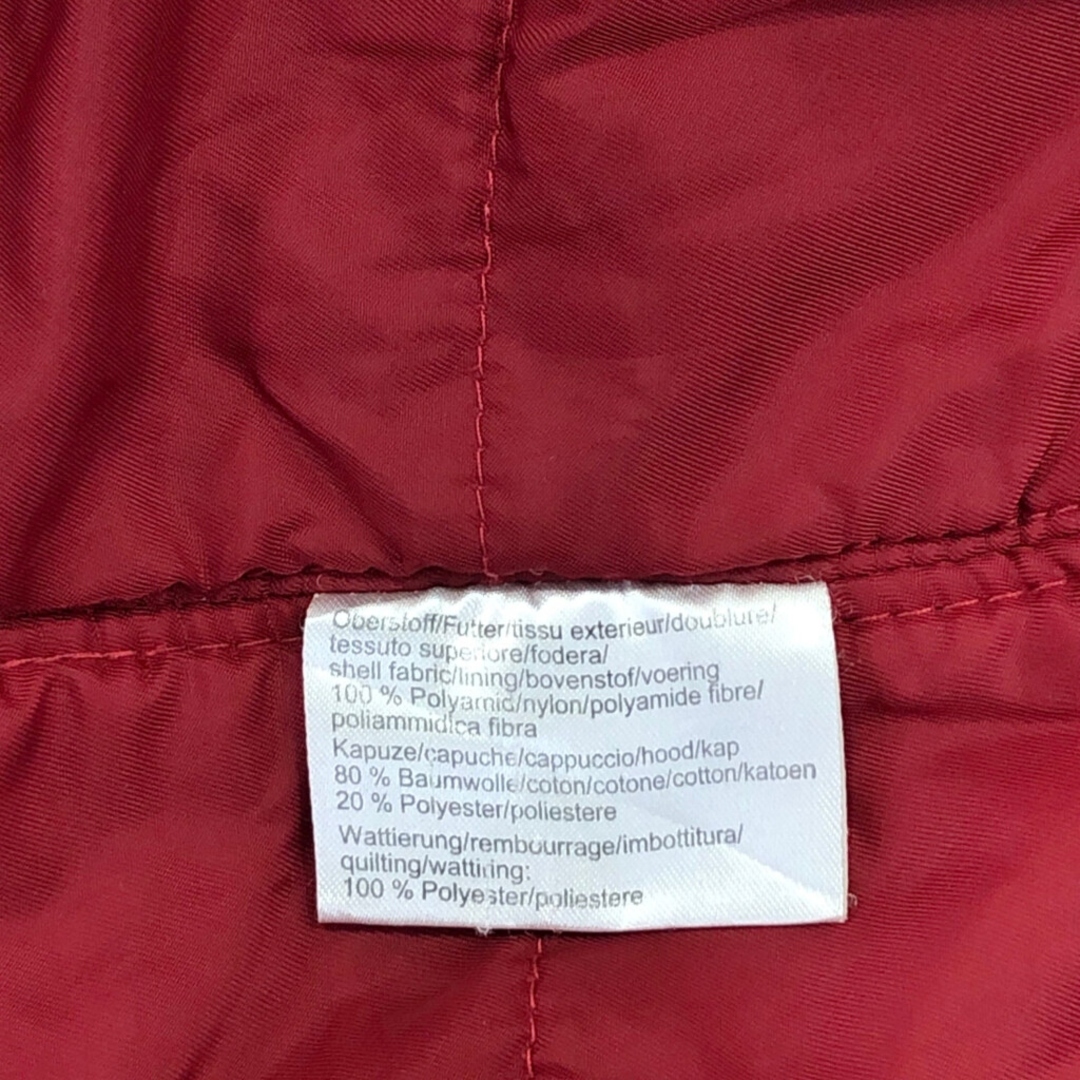 Oberstoff/Futter/tissu exterieur/doublure/
tessuto superiore/fodera/
shell fabric/lining/bovenstof/voering
100 % Polyamid/nylon/polyamide fibre/
poliammidica fibra
Kapuze/capuche/cappuccio/hood/kap
80 % Baumwolle/coton/cotone/cotton/katoen
20 % Polyester/poliestere
Wattierung/rembourrage/imbottitura/
quilting/wattiring:
100 % Polyester/poliestere